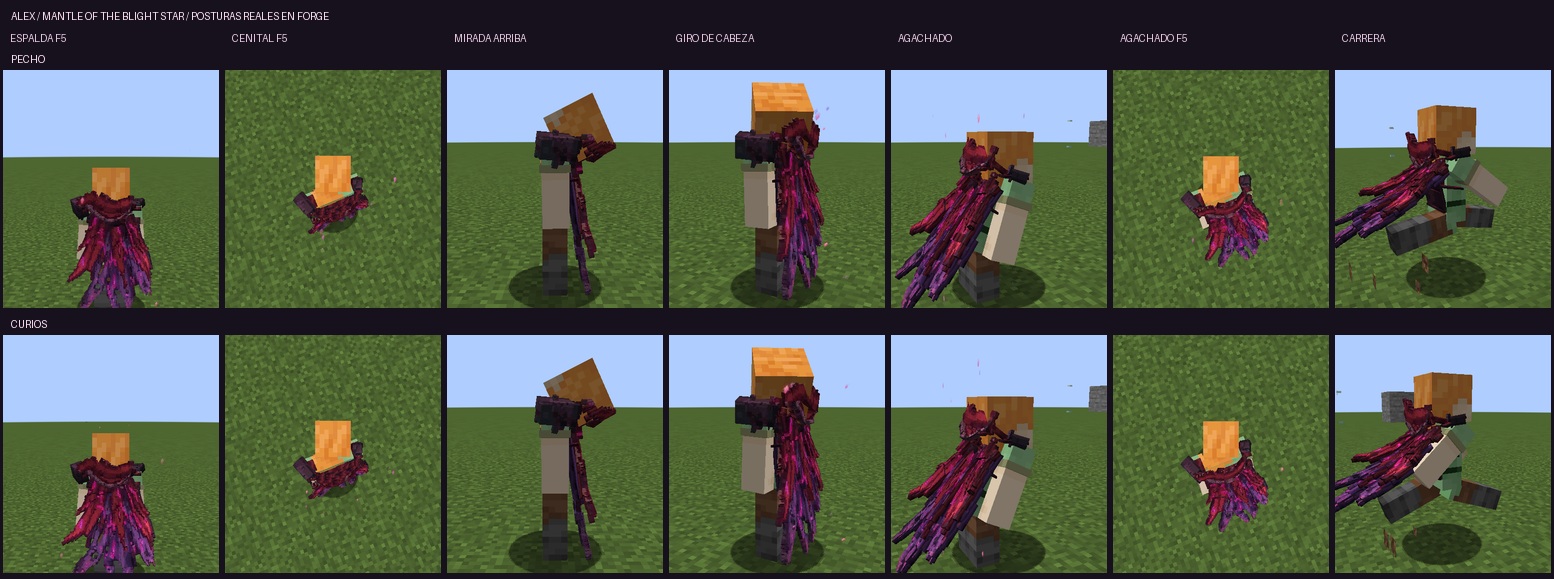 ALEX / MANTLE OF THE BLIGHT STAR / POSTURAS REALES EN FORGE
ESPALDA F5 CENITAL F5 MIRADA ARRIBA GIRO DE CABEZA AGACHADO AGACHADO F5 CARRERA
PECHO
CURIOS